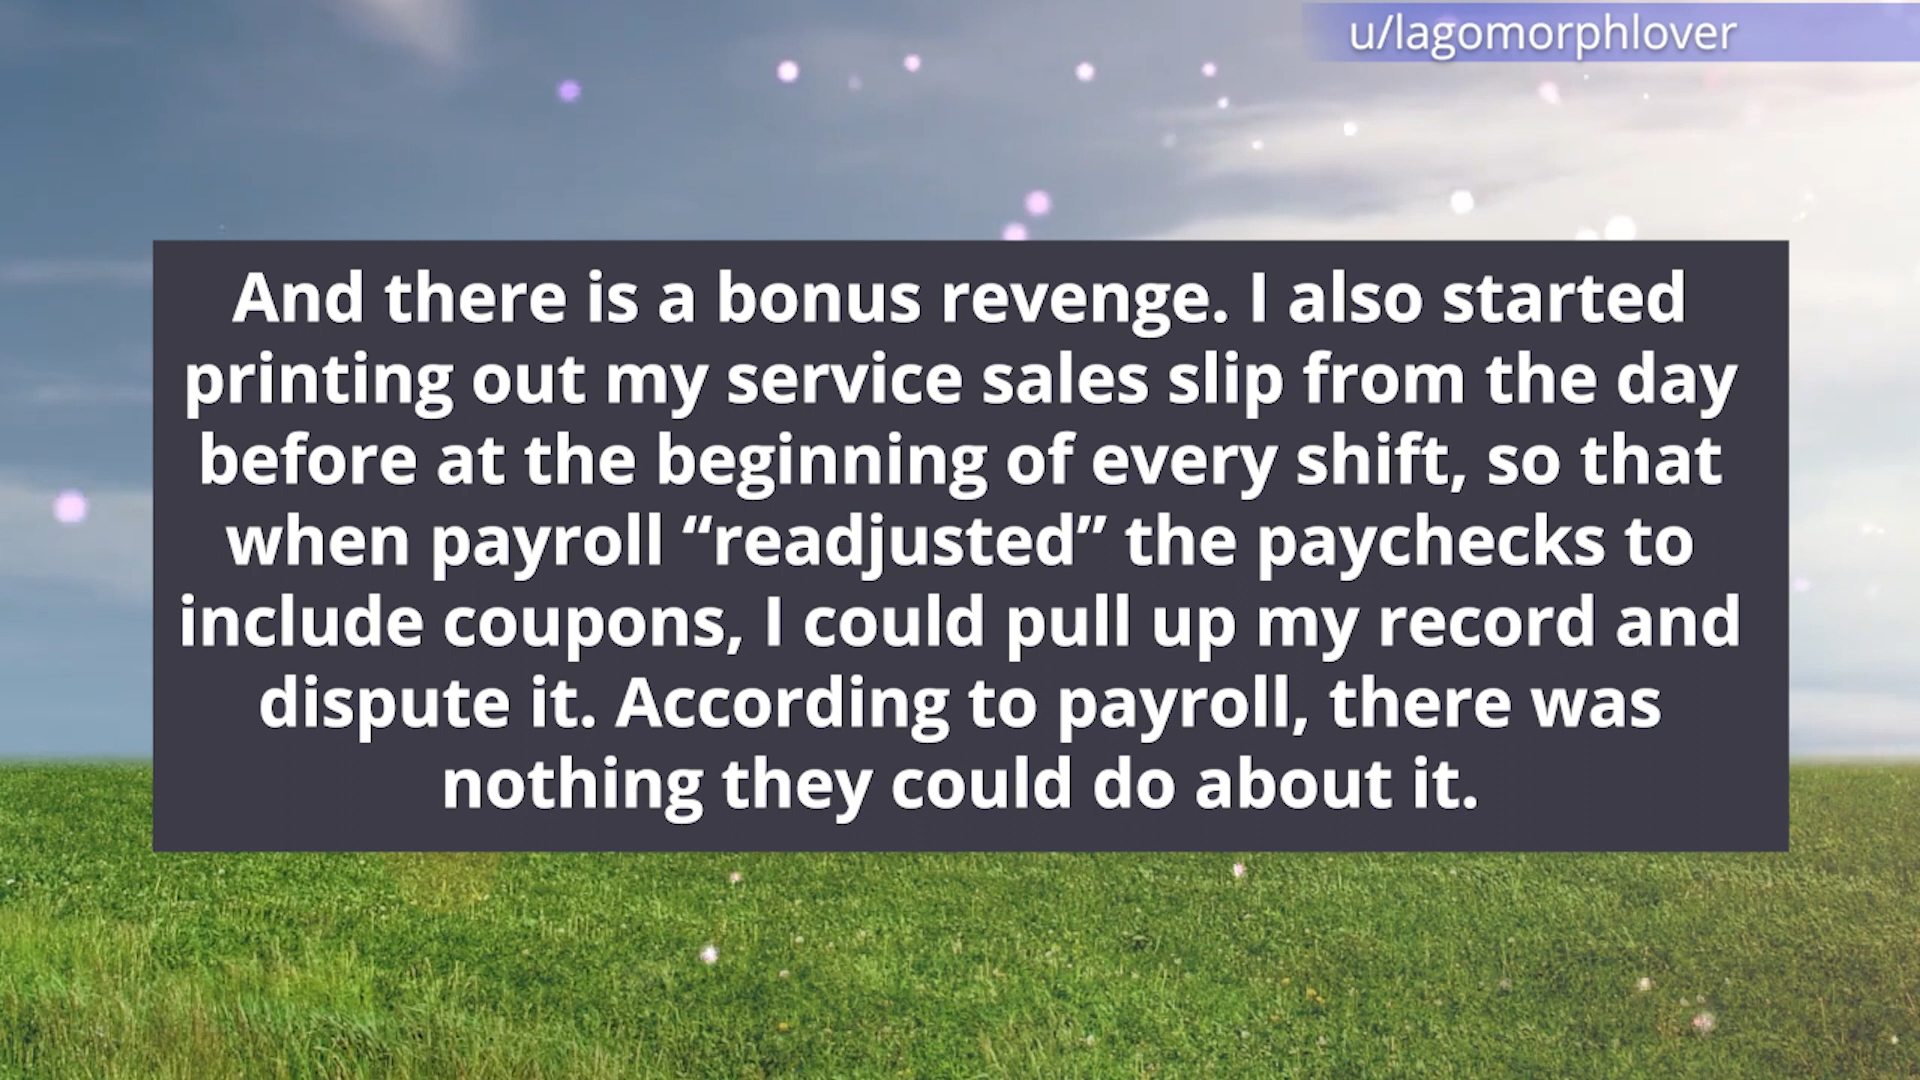 u/lagomorphlover
And there is a bonus revenge. I also started
printing out my service sales slip from the day
before at the beginning of every shift, so that
when payroll “readjusted” the paychecks to
include coupons, I could pull up my record and
dispute it. According to payroll, there was
nothing they could do about it.